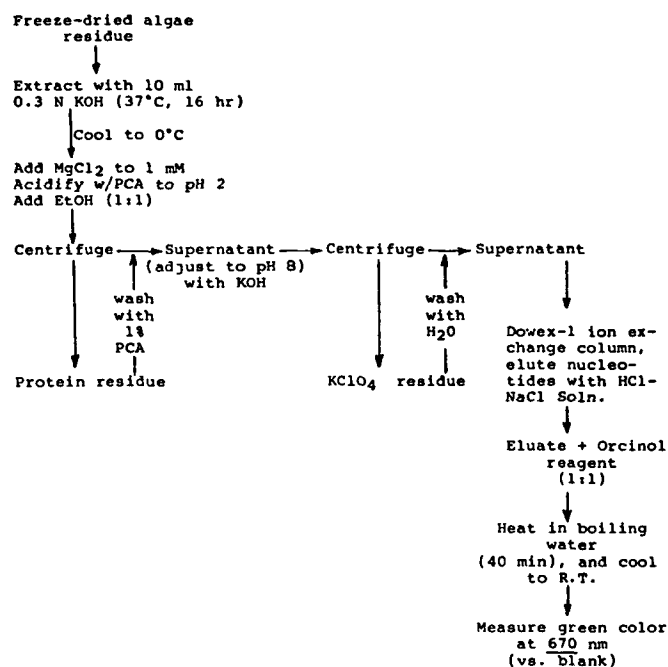 Freeze-dried algae
residue
Extract with 10 ml
0.3 N KOH (37°C, 16 hr)
Cool to 0°C
Add MgCl2 to 1 mM
Acidify w/PCA to pH 2
Add EtOH (1:1)
Centrifuge
Supernatant
(adjust to pH 8)
with KOH
Centrifuge
Supernatant
wash
with
1%
PCA
wash
with
H2O
Protein residue
KClO4 residue
Dowex-1 ion ex-
change column,
elute nucleo-
tides with HCl-
NaCl Soln.
Eluate + Orcinol
reagent
(1:1)
Heat in boiling
water
(40 min), and cool
to R.T.
Measure green color
at 670 nm
(vs. blank)